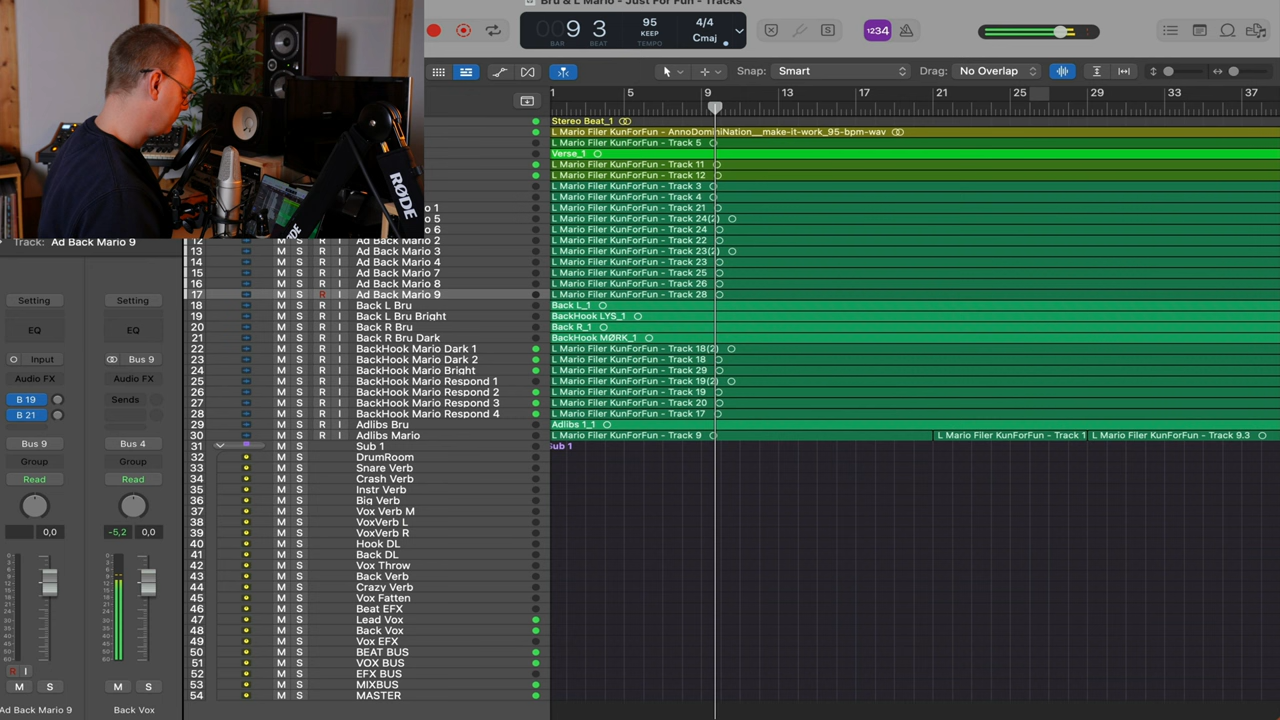 Bru & L Mario - Just For Fun - Tracks
009 3
BAR BEAT
95
KEEP
TEMPO
4/4
Cmaj
1234
Snap: Smart
Drag: No Overlap
1 5 9 13 17 21 25 29 33 37
RØDE
Stereo Beat_1
L Mario Filer KunForFun - AnnoDominiNation__make-it-work_95-bpm-wav
L Mario Filer KunForFun - Track 5
Verse_1
L Mario Filer KunForFun - Track 11
L Mario Filer KunForFun - Track 12
L Mario Filer KunForFun - Track 3
L Mario Filer KunForFun - Track 4
L Mario Filer KunForFun - Track 21
L Mario Filer KunForFun - Track 24(2)
L Mario Filer KunForFun - Track 24
Track: Ad Back Mario 9
12 M S R I Ad Back Mario 2 L Mario Filer KunForFun - Track 22
13 M S R I Ad Back Mario 3 L Mario Filer KunForFun - Track 23(2)
14 M S R I Ad Back Mario 4 L Mario Filer KunForFun - Track 23
15 M S R I Ad Back Mario 7 L Mario Filer KunForFun - Track 25
16 M S R I Ad Back Mario 8 L Mario Filer KunForFun - Track 26
17 M S R I Ad Back Mario 9 L Mario Filer KunForFun - Track 28
18 M S R I Back L Bru Back L_1
19 M S R I Back L Bru Bright BackHook LYS_1
20 M S R I Back R Bru Back R_1
21 M S R I Back R Bru Dark BackHook MØRK_1
22 M S R I BackHook Mario Dark 1 L Mario Filer KunForFun - Track 18(2)
23 M S R I BackHook Mario Dark 2 L Mario Filer KunForFun - Track 18
24 M S R I BackHook Mario Bright L Mario Filer KunForFun - Track 29
25 M S R I BackHook Mario Respond 1 L Mario Filer KunForFun - Track 19(2)
26 M S R I BackHook Mario Respond 2 L Mario Filer KunForFun - Track 19
27 M S R I BackHook Mario Respond 3 L Mario Filer KunForFun - Track 20
28 M S R I BackHook Mario Respond 4 L Mario Filer KunForFun - Track 17
29 M S R I Adlibs Bru Adlibs 1_1
30 M S R I Adlibs Mario L Mario Filer KunForFun - Track 9 L Mario Filer KunForFun - Track 1 L Mario Filer KunForFun - Track 9.3
31 M S Sub 1 Sub 1
32 M S DrumRoom
33 M S Snare Verb
34 M S Crash Verb
35 M S Instr Verb
36 M S Big Verb
37 M S Vox Verb M
38 M S VoxVerb L
39 M S VoxVerb R
40 M S Hook DL
41 M S Back DL
42 M S Vox Throw
43 M S Back Verb
44 M S Crazy Verb
45 M S Vox Fatten
46 M S Beat EFX
47 M S Lead Vox
48 M S Back Vox
49 M S Vox EFX
50 M S BEAT BUS
51 M S VOX BUS
52 M S EFX BUS
53 M S MIXBUS
54 M S MASTER
Setting Setting
EQ EQ
Input Bus 9
Audio FX Audio FX
B 19 Sends
B 21
Bus 9 Bus 4
Group Group
Read Read
0,0 -5,2 0,0
R I
M S M S
Ad Back Mario 9 Back Vox